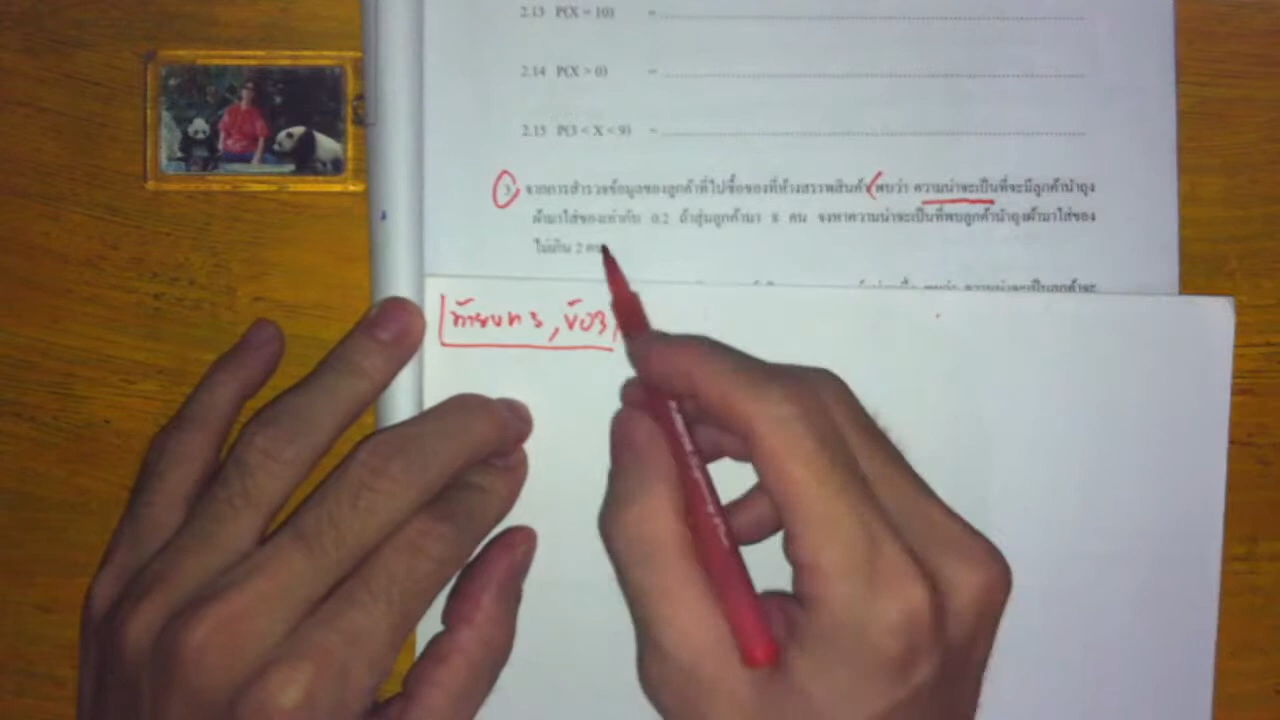 2.13 P(X = 10) =
2.14 P(X > 0) =
2.15 P(3 < X < 9) =
3. จากการสำรวจข้อมูลของลูกค้าที่ไปซื้อของที่ห้างสรรพสินค้า พบว่า ความน่าจะเป็นที่จะมีลูกค้านำถุง
ผ้ามาใส่ของเท่ากับ 0.2 ถ้าสุ่มลูกค้ามา 8 คน จงหาความน่าจะเป็นที่พบลูกค้านำถุงผ้ามาใส่ของ
ไม่เกิน 2 คน
ท้ายบท 3, ข้อ 3